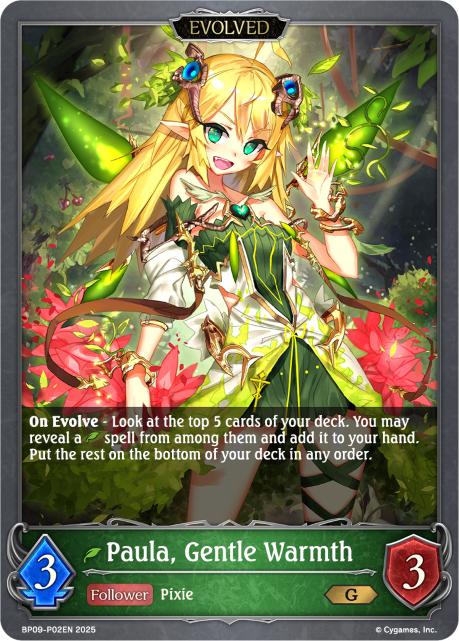 EVOLVED
On Evolve - Look at the top 5 cards of your deck. You may
reveal a spell from among them and add it to your hand.
Put the rest on the bottom of your deck in any order.
Paula, Gentle Warmth
3
Follower Pixie
G
3
BP09-P02EN 2025
© Cygames, Inc.